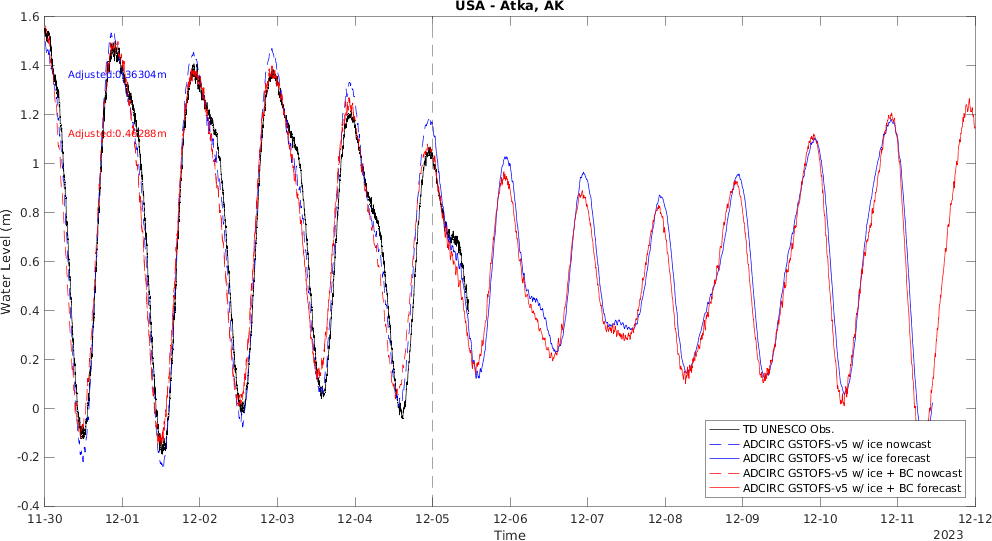 USA - Atka, AK
1.6
1.4
1.2
1
0.8
0.6
0.4
0.2
0
-0.2
-0.4
Water Level (m)
Adjusted:0.36304m
Adjusted:0.46288m
TD UNESCO Obs.
ADCIRC GSTOFS-v5 w/ ice nowcast
ADCIRC GSTOFS-v5 w/ ice forecast
ADCIRC GSTOFS-v5 w/ ice + BC nowcast
ADCIRC GSTOFS-v5 w/ ice + BC forecast
11-30 12-01 12-02 12-03 12-04 12-05 12-06 12-07 12-08 12-09 12-10 12-11 12-12
Time
2023